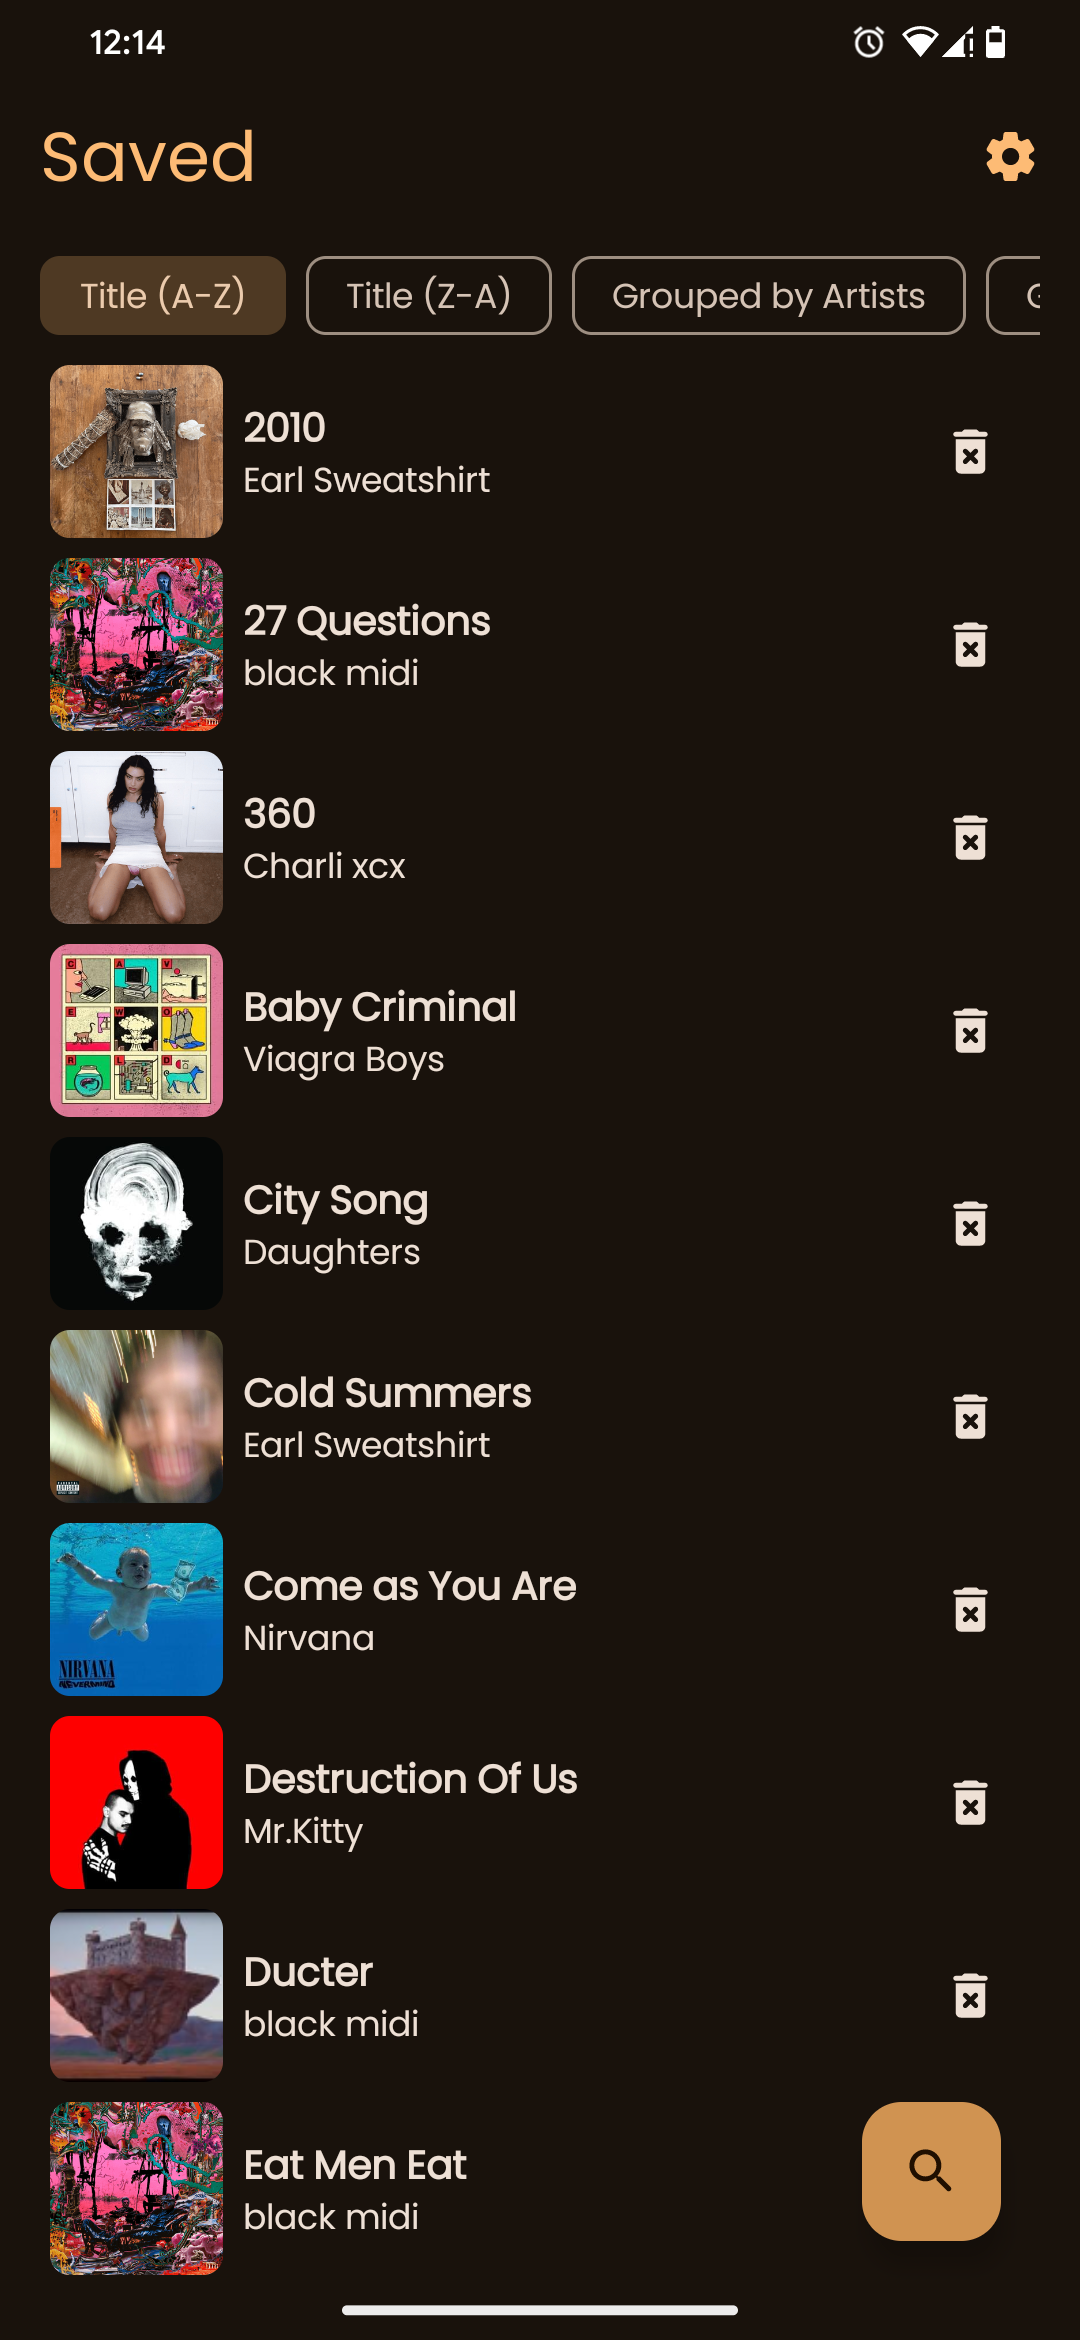 12:14
Saved
Title (A-Z)
Title (Z-A)
Grouped by Artists
2010
Earl Sweatshirt
27 Questions
black midi
360
Charli xcx
C A V
E W O
R L D
Baby Criminal
Viagra Boys
City Song
Daughters
Cold Summers
Earl Sweatshirt
NIRVANA
NEVERMIND
Come as You Are
Nirvana
Destruction Of Us
Mr.Kitty
Ducter
black midi
Eat Men Eat
black midi